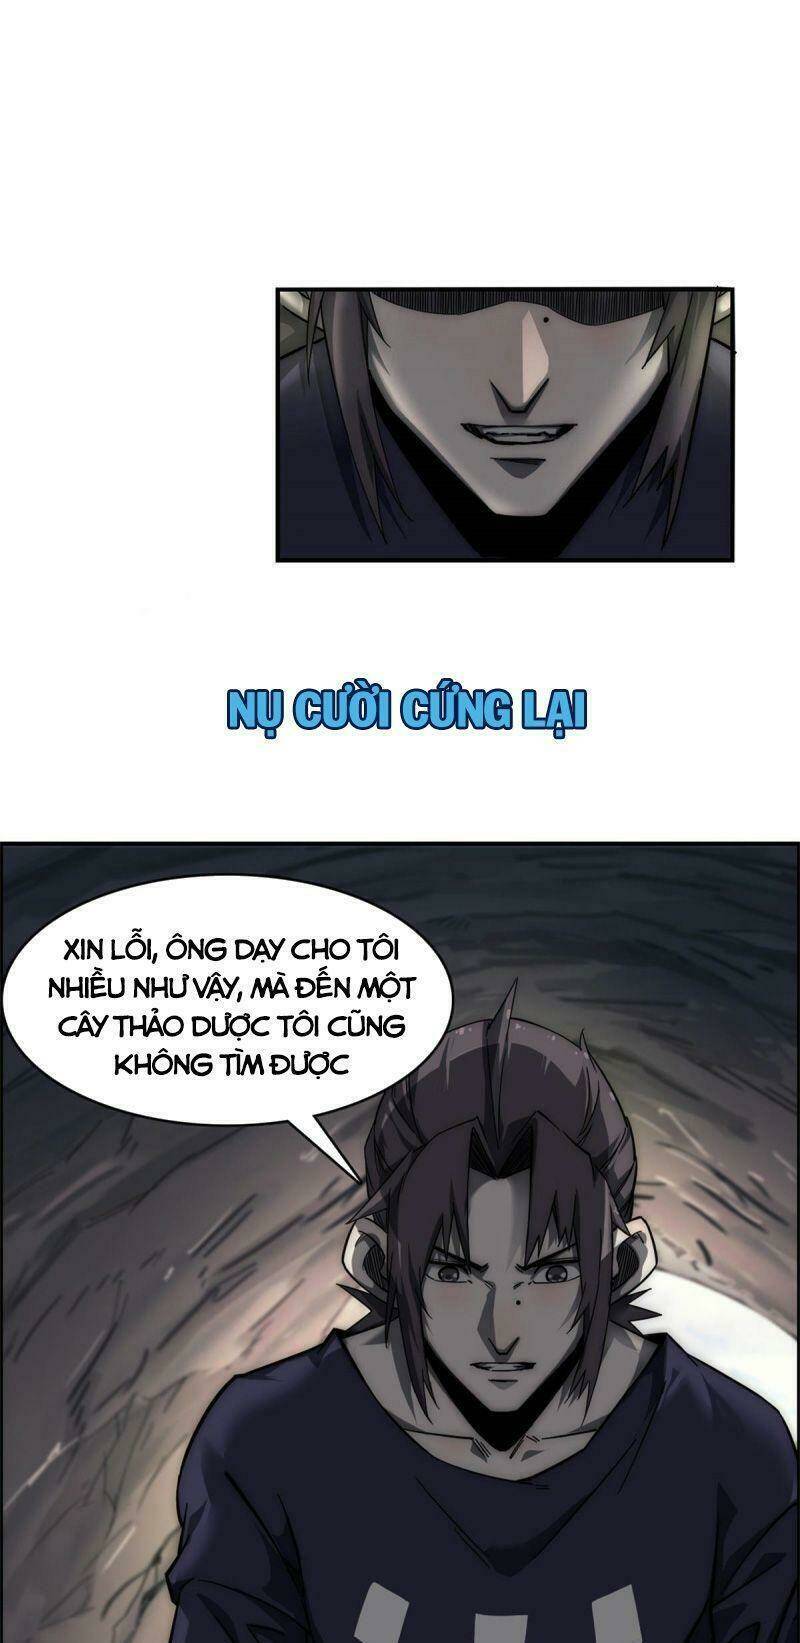 NỤ CƯỜI CỨNG LẠI
XIN LỖI, ÔNG DẠY CHO TÔI
NHIỀU NHƯ VẬY, MÀ ĐẾN MỘT
CÂY THẢO DƯỢC TÔI CŨNG
KHÔNG TÌM ĐƯỢC